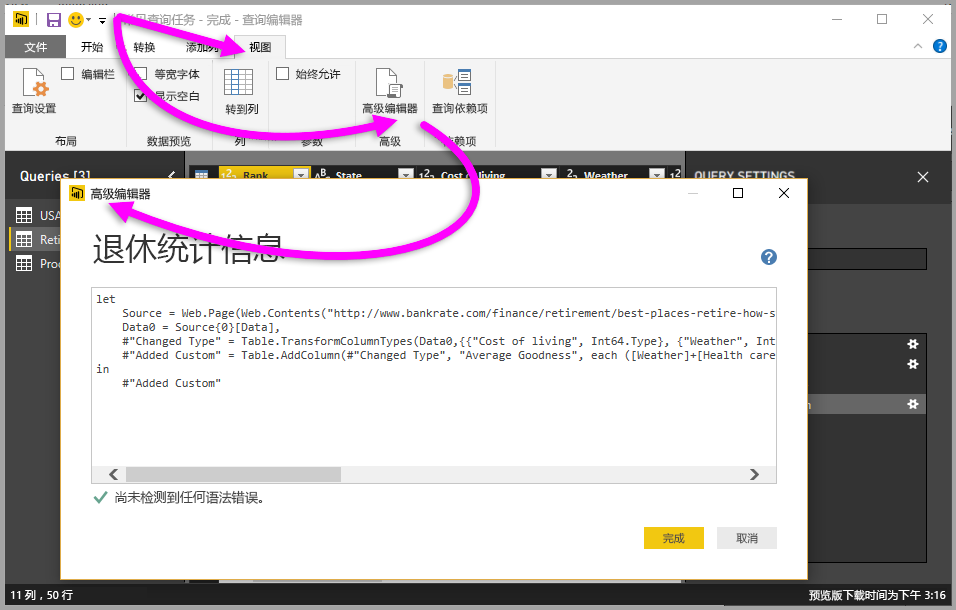 查询任务 - 完成 - 查询编辑器
文件 开始 转换 添加列 视图
编辑栏 等宽字体 始终允许
显示空白
查询设置 转到列 高级编辑器 查询依赖项
布局 数据预览 列 参数 高级 依赖项
Queries [3]
Rank State Cost of living Weather
QUERY SETTINGS
USA
Reti
Pro
高级编辑器
退休统计信息
let
Source = Web.Page(Web.Contents("http://www.bankrate.com/finance/retirement/best-places-retire-how-s
Data0 = Source{0}[Data],
#"Changed Type" = Table.TransformColumnTypes(Data0,{{"Cost of living", Int64.Type}, {"Weather", Int
#"Added Custom" = Table.AddColumn(#"Changed Type", "Average Goodness", each ([Weather]+[Health care
in
#"Added Custom"
尚未检测到任何语法错误。
完成 取消
11 列，50 行 预览版下载时间为下午 3:16